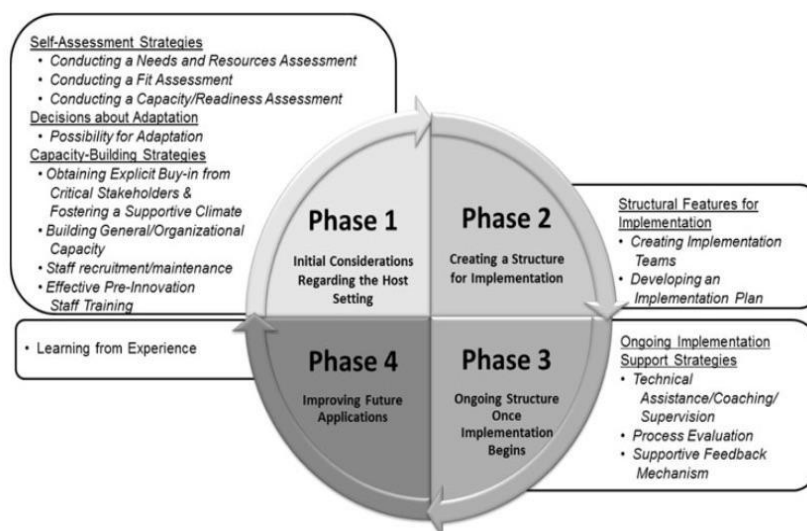 Self-Assessment Strategies
• Conducting a Needs and Resources Assessment
• Conducting a Fit Assessment
• Conducting a Capacity/Readiness Assessment
Decisions about Adaptation
• Possibility for Adaptation
Capacity-Building Strategies
• Obtaining Explicit Buy-in from
Critical Stakeholders &
Fostering a Supportive Climate
• Building General/Organizational
Capacity
• Staff recruitment/maintenance
• Effective Pre-Innovation
Staff Training
Phase 1
Initial Considerations
Regarding the Host
Setting
Phase 2
Creating a Structure
for Implementation
Structural Features for
Implementation
• Creating Implementation
Teams
• Developing an
Implementation Plan
• Learning from Experience
Phase 4
Improving Future
Applications
Phase 3
Ongoing Structure
Once
Implementation
Begins
Ongoing Implementation
Support Strategies
• Technical
Assistance/Coaching/
Supervision
• Process Evaluation
• Supportive Feedback
Mechanism